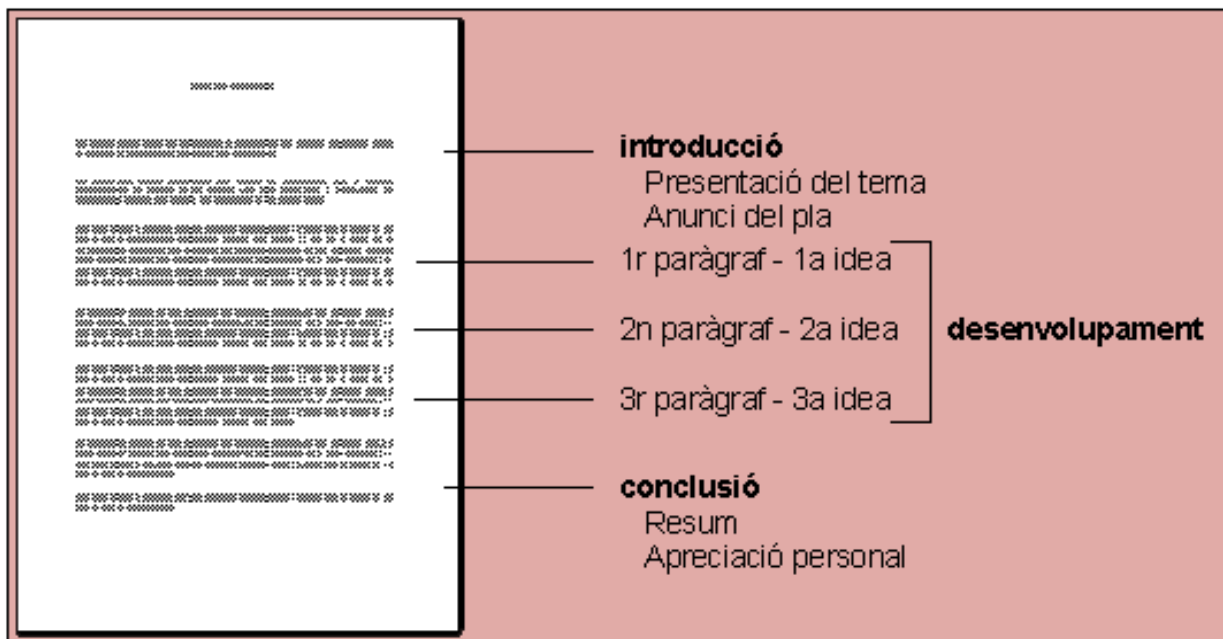 introducció
Presentació del tema
Anunci del pla
1r paràgraf - 1a idea
2n paràgraf - 2a idea
3r paràgraf - 3a idea
desenvolupament
conclusió
Resum
Apreciació personal